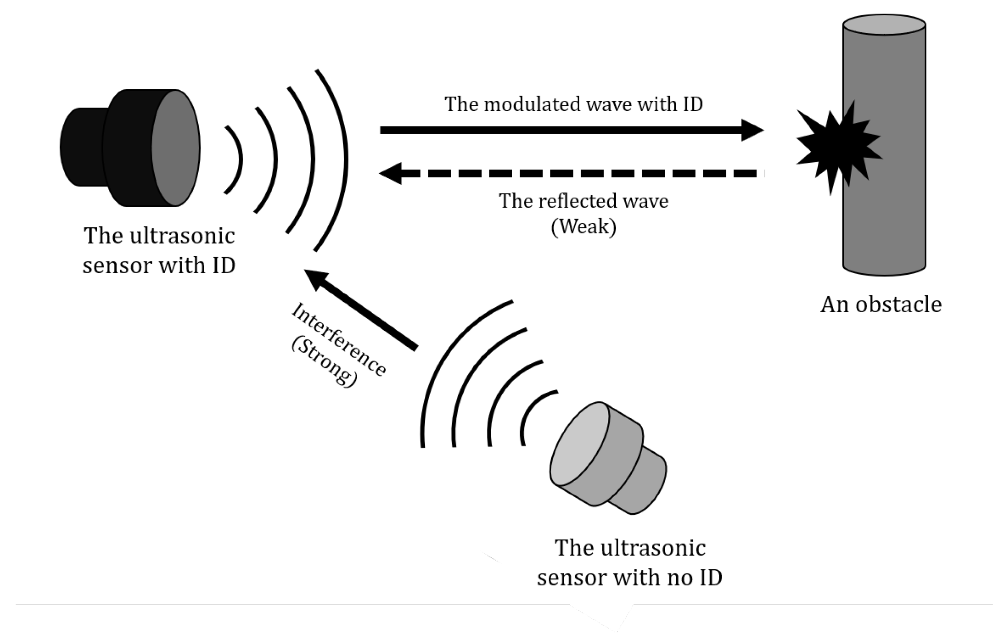 The modulated wave with ID
The reflected wave
(Weak)
The ultrasonic
sensor with ID
An obstacle
Interference
(Strong)
The ultrasonic
sensor with no ID